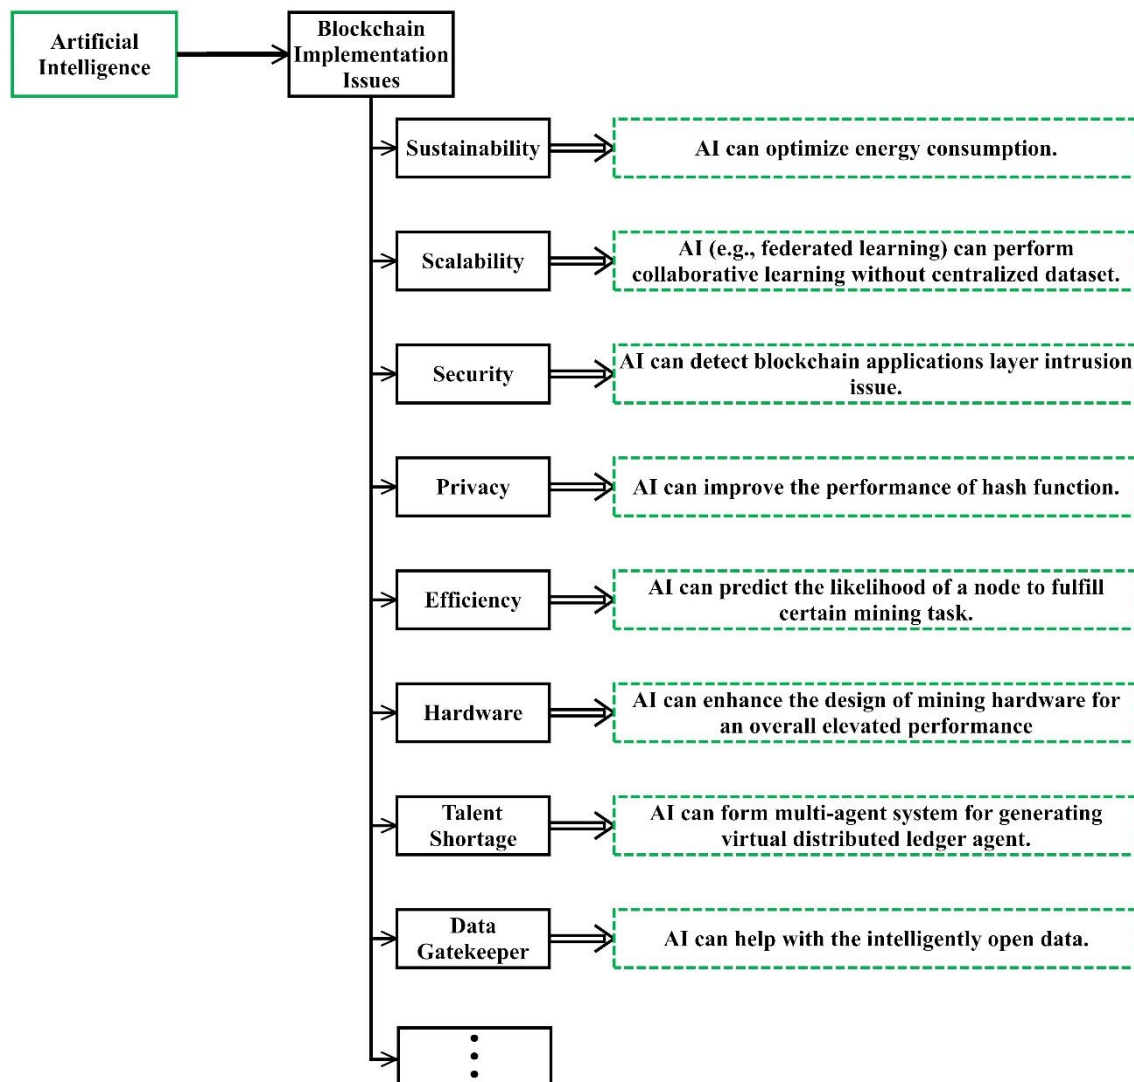 Artificial
Intelligence
Blockchain
Implementation
Issues
Sustainability
AI can optimize energy consumption.
Scalability
AI (e.g., federated learning) can perform
collaborative learning without centralized dataset.
Security
AI can detect blockchain applications layer intrusion
issue.
Privacy
AI can improve the performance of hash function.
Efficiency
AI can predict the likelihood of a node to fulfill
certain mining task.
Hardware
AI can enhance the design of mining hardware for
an overall elevated performance
Talent
Shortage
AI can form multi-agent system for generating
virtual distributed ledger agent.
Data
Gatekeeper
AI can help with the intelligently open data.